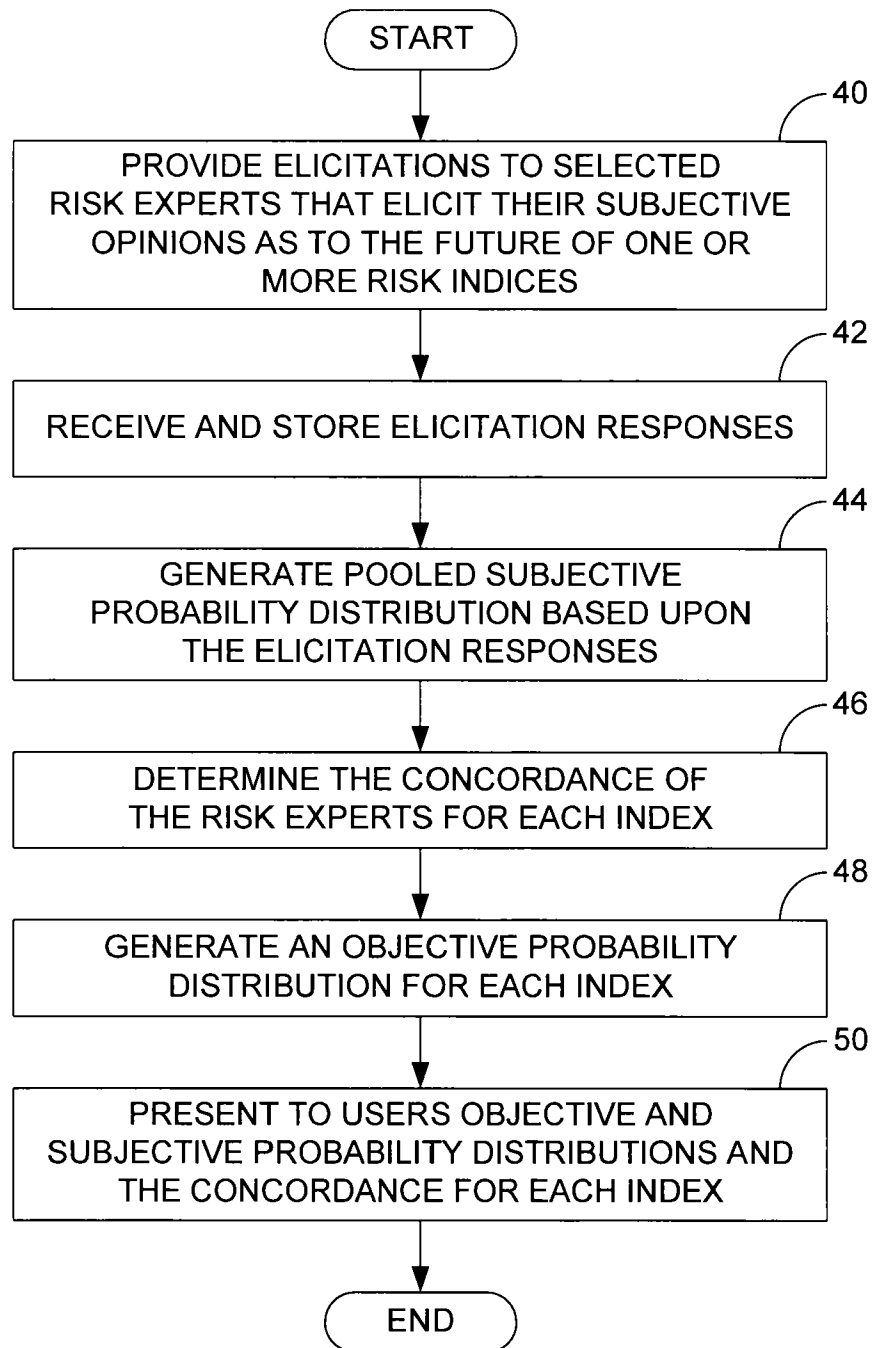 START
40
PROVIDE ELICITATIONS TO SELECTED
RISK EXPERTS THAT ELICIT THEIR SUBJECTIVE
OPINIONS AS TO THE FUTURE OF ONE OR
MORE RISK INDICES
42
RECEIVE AND STORE ELICITATION RESPONSES
44
GENERATE POOLED SUBJECTIVE
PROBABILITY DISTRIBUTION BASED UPON
THE ELICITATION RESPONSES
46
DETERMINE THE CONCORDANCE OF
THE RISK EXPERTS FOR EACH INDEX
48
GENERATE AN OBJECTIVE PROBABILITY
DISTRIBUTION FOR EACH INDEX
50
PRESENT TO USERS OBJECTIVE AND
SUBJECTIVE PROBABILITY DISTRIBUTIONS AND
THE CONCORDANCE FOR EACH INDEX
END